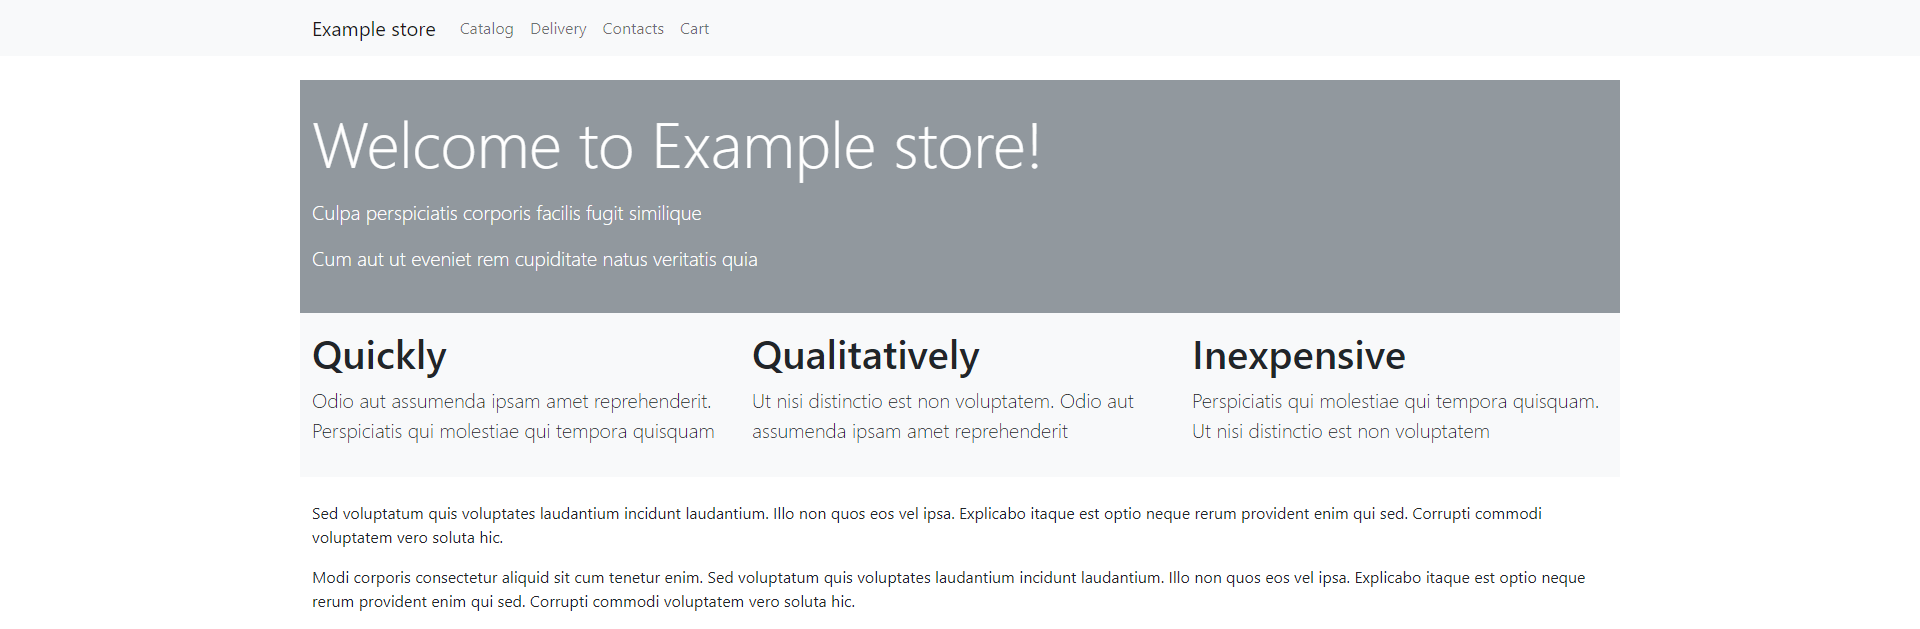 Example store Catalog Delivery Contacts Cart
Welcome to Example store!
Culpa perspiciatis corporis facilis fugit similique
Cum aut ut eveniet rem cupiditate natus veritatis quia
Quickly
Odio aut assumenda ipsam amet reprehenderit.
Perspiciatis qui molestiae qui tempora quisquam
Qualitatively
Ut nisi distinctio est non voluptatem. Odio aut
assumenda ipsam amet reprehenderit
Inexpensive
Perspiciatis qui molestiae qui tempora quisquam.
Ut nisi distinctio est non voluptatem
Sed voluptatum quis voluptates laudantium incidunt laudantium. Illo non quos eos vel ipsa. Explicabo itaque est optio neque rerum provident enim qui sed. Corrupti commodi
voluptatem vero soluta hic.
Modi corporis consectetur aliquid sit cum tenetur enim. Sed voluptatum quis voluptates laudantium incidunt laudantium. Illo non quos eos vel ipsa. Explicabo itaque est optio neque
rerum provident enim qui sed. Corrupti commodi voluptatem vero soluta hic.